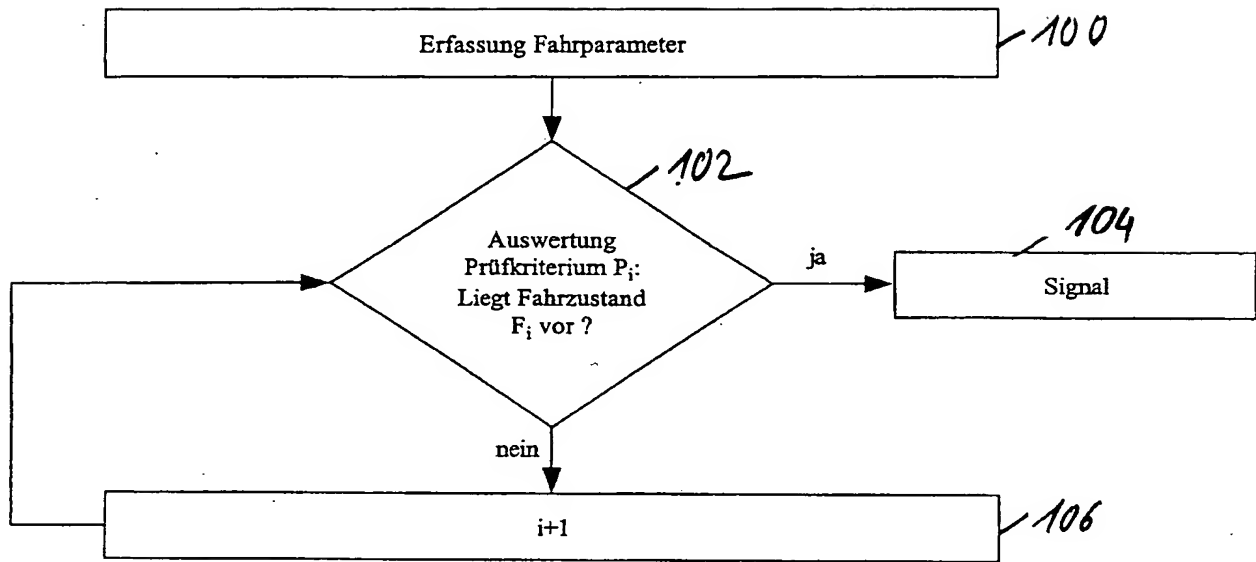 Erfassung Fahrparameter
100
102
Auswertung
Prüfkriterium Pi:
Liegt Fahrzustand
Fi vor ?
ja
104
Signal
nein
i+1
106